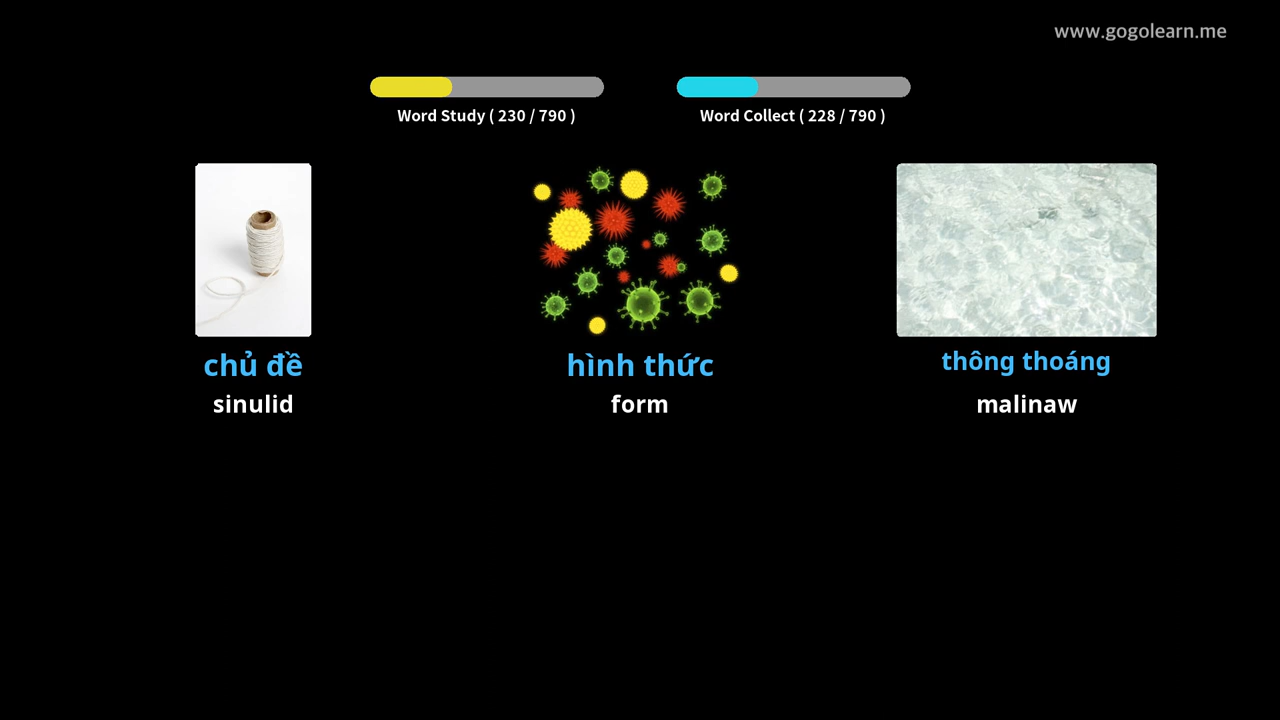 www.gogolearn.me
Word Study ( 230 / 790 )
Word Collect ( 228 / 790 )
chủ đề
sinulid
hình thức
form
thông thoáng
malinaw